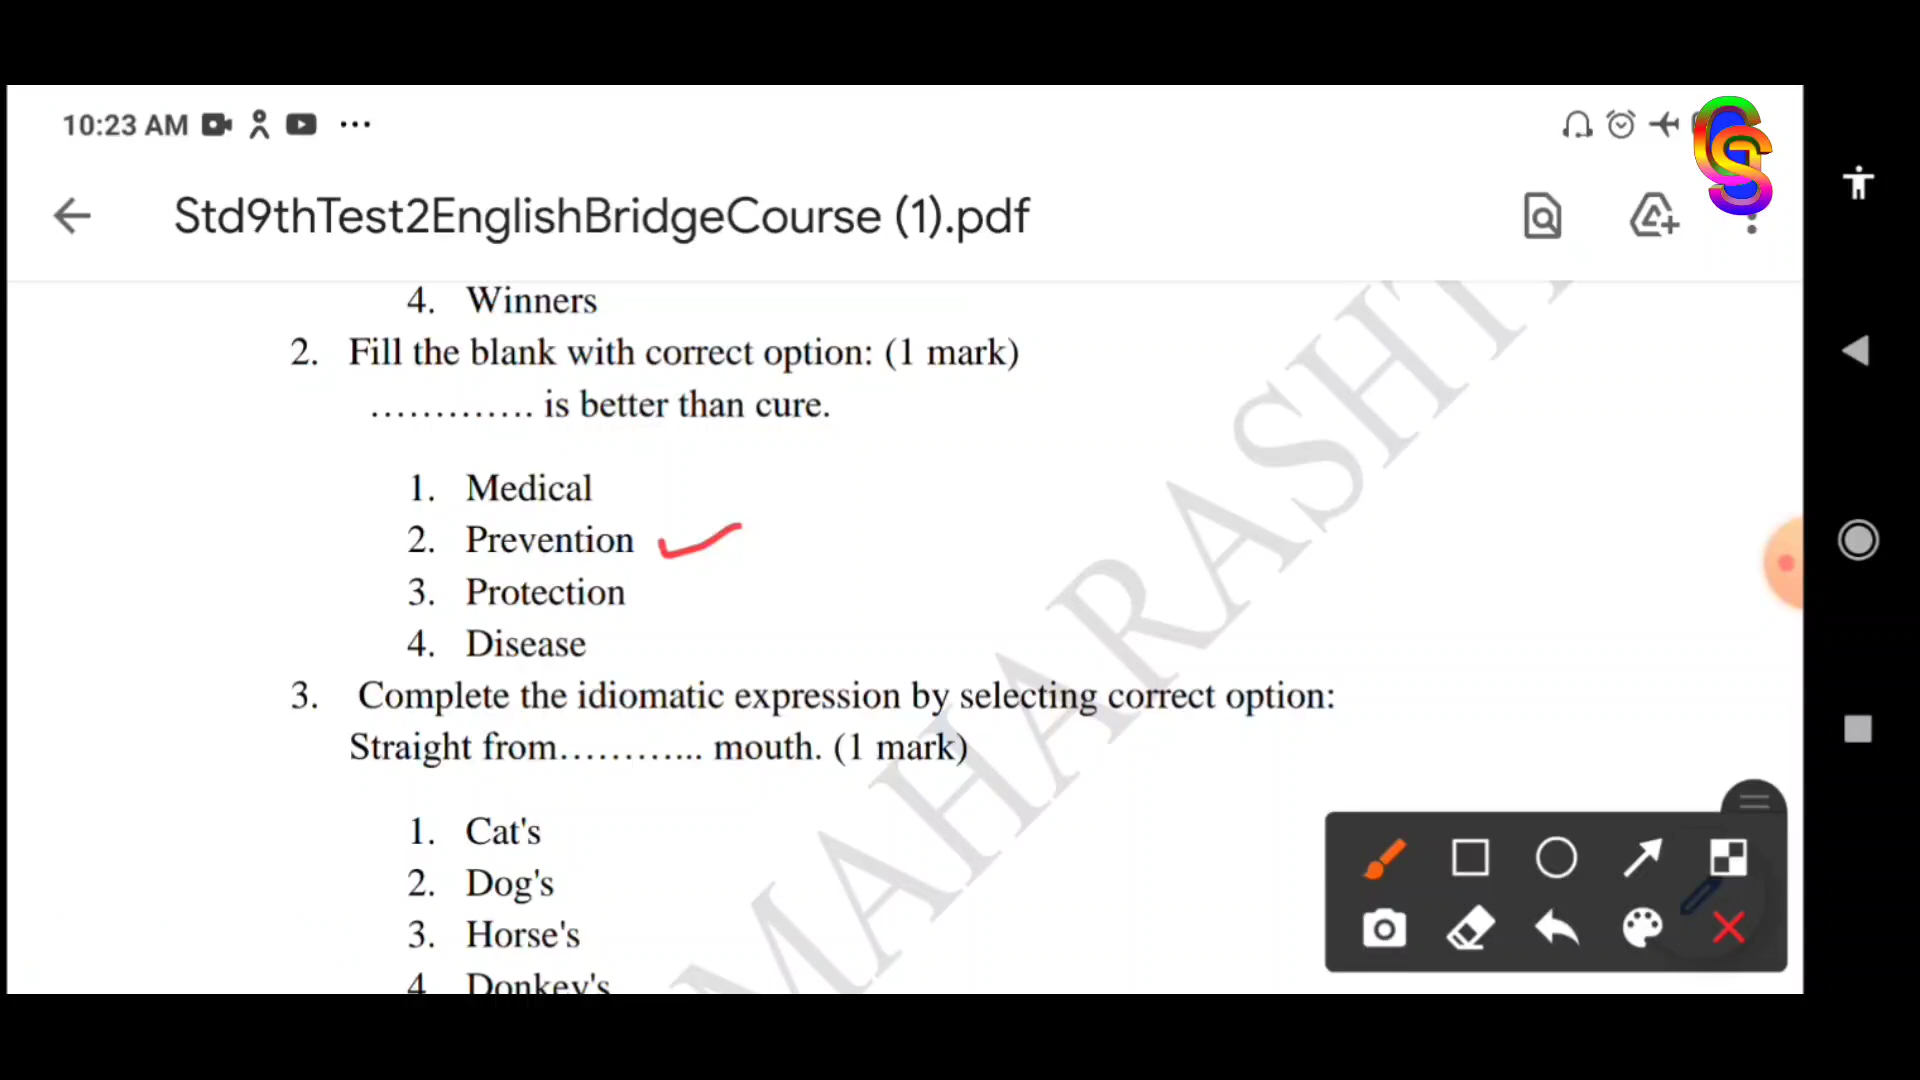 10:23 AM
Std9thTest2EnglishBridgeCourse (1).pdf
4. Winners
2. Fill the blank with correct option: (1 mark)
............. is better than cure.
1. Medical
2. Prevention
3. Protection
4. Disease
3. Complete the idiomatic expression by selecting correct option:
Straight from............ mouth. (1 mark)
1. Cat's
2. Dog's
3. Horse's
4 Donkey's
MAHARASHT